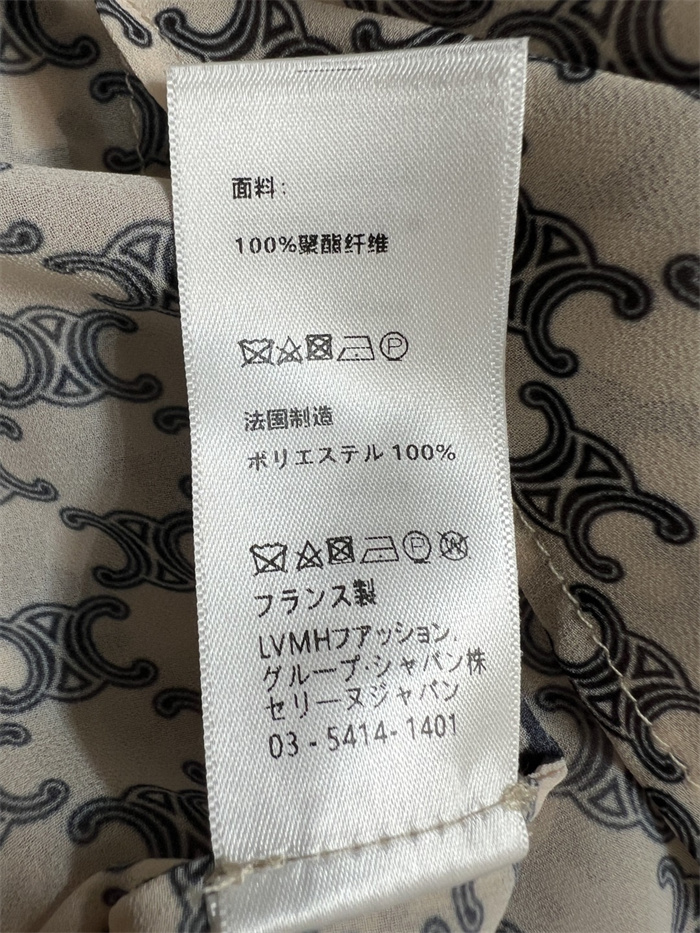 面料：
100%聚酯纤维
P
法国制造
ポリエステル 100%
P W
フランス製
LVMHファッション.
グループ・ジャパン株
セリーヌジャパン
03 - 5414- 1401